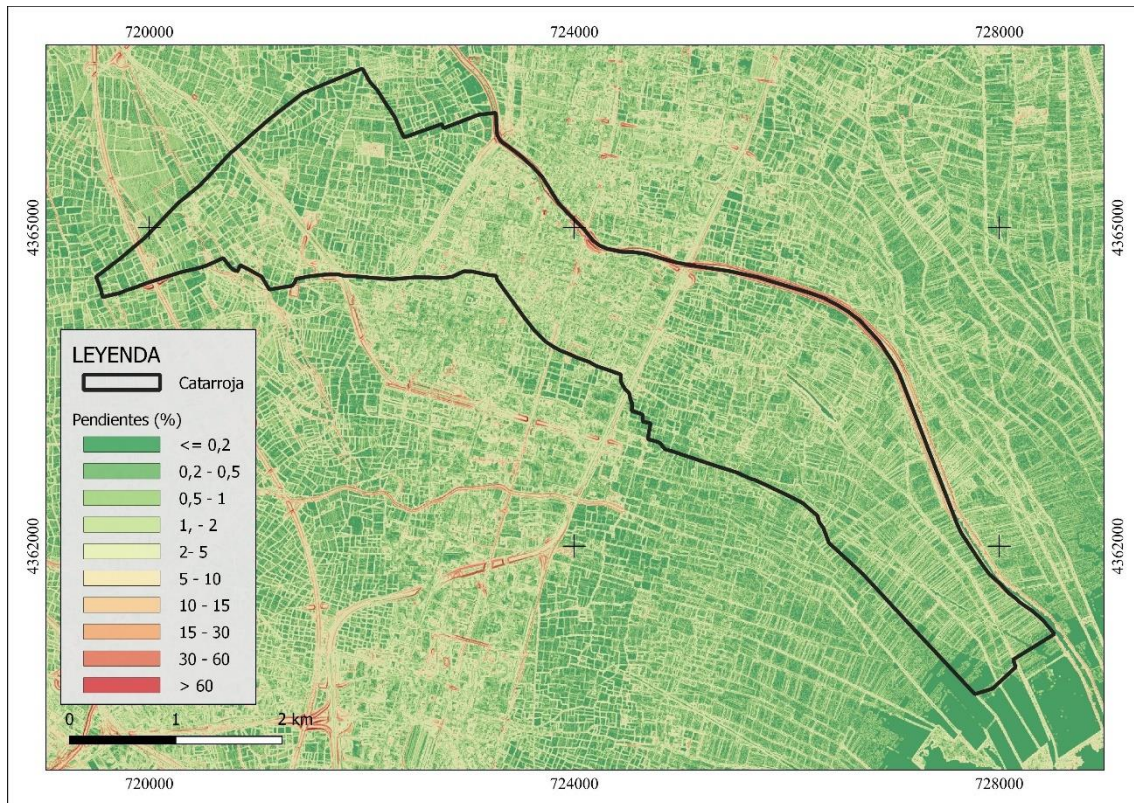 720000 724000 728000
4365000 4365000
LEYENDA
Catarroja
Pendientes (%)
<= 0,2
0,2 - 0,5
0,5 - 1
1, - 2
2- 5
5 - 10
10 - 15
15 - 30
30 - 60
> 60
4362000 4362000
0 1 2 km
720000 724000 728000